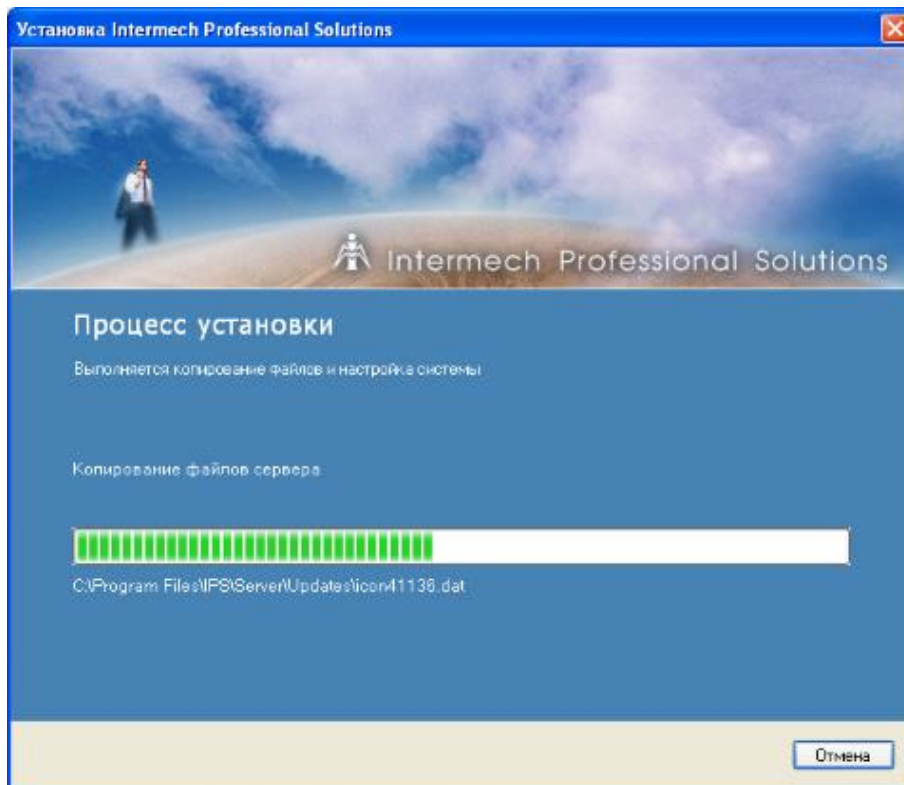 Установка Intermech Professional Solutions
Intermech Professional Solutions
Процесс установки
Выполняется копирование файлов и настройка системы
Копирование файлов сервера
C:\Program Files\IPS\Server\Updates\icon41136.dat
Отмена